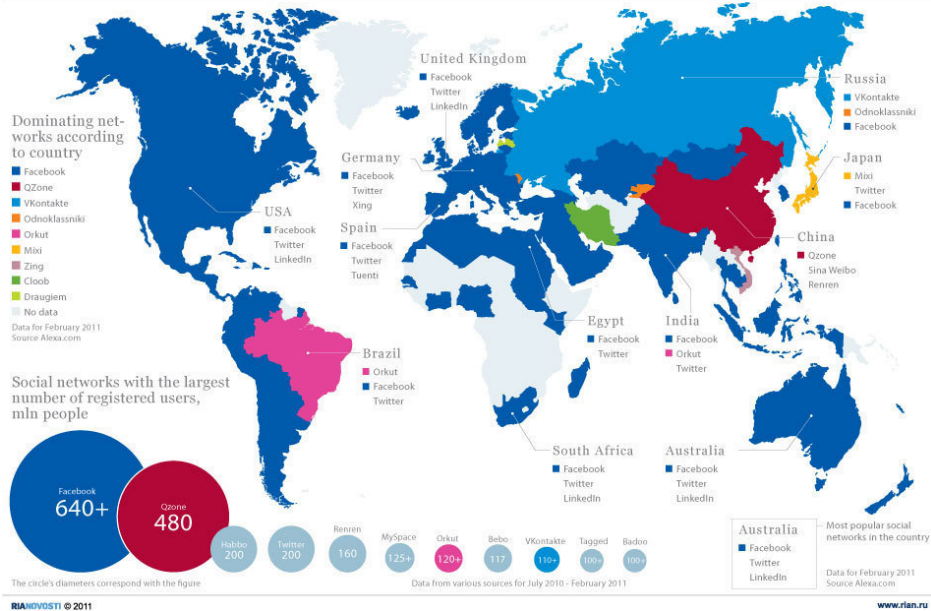 United Kingdom
Facebook
Twitter
LinkedIn
Russia
VKontakte
Odnoklassniki
Facebook
Dominating net-
works according
to country
Facebook
QZone
VKontakte
Odnoklassniki
Orkut
Mixi
Zing
Cloob
Draugiem
No data
Data for February 2011
Source Alexa.com
Germany
Facebook
Twitter
Xing
Japan
Mixi
Twitter
Facebook
USA
Facebook
Twitter
LinkedIn
Spain
Facebook
Twitter
Tuenti
China
Qzone
Sina Weibo
Renren
Egypt
Facebook
Twitter
India
Facebook
Orkut
Twitter
Brazil
Orkut
Facebook
Twitter
South Africa
Facebook
Twitter
LinkedIn
Australia
Facebook
Twitter
LinkedIn
Social networks with the largest
number of registered users,
mln people
Facebook
640+
Qzone
480
Habbo
200
Twitter
200
Renren
160
MySpace
125+
Orkut
120+
Bebo
117
VKontakte
110+
Tagged
100+
Badoo
100+
The circle's diameters correspond with the figure
Data from various sources for July 2010 - February 2011
Australia
Facebook
Twitter
LinkedIn
Most popular social
networks in the country
Data for February 2011
Source Alexa.com
RIANOVOSTI © 2011
www.rian.ru